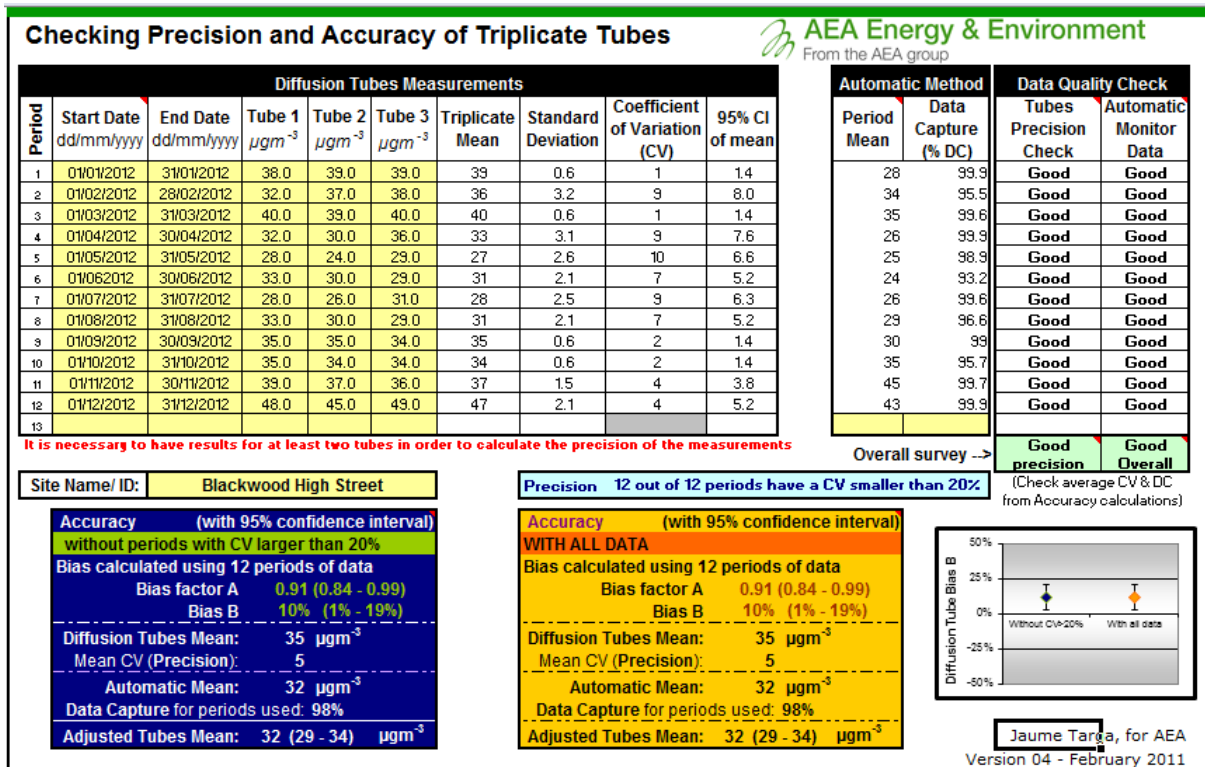 Checking Precision and Accuracy of Triplicate Tubes
AEA Energy & Environment
From the AEA group
Diffusion Tubes Measurements
Period
Start Date dd/mm/yyyy
End Date dd/mm/yyyy
Tube 1 µgm-3
Tube 2 µgm-3
Tube 3 µgm-3
Triplicate Mean
Standard Deviation
Coefficient of Variation (CV)
95% CI of mean
Automatic Method
Period Mean
Data Capture (% DC)
Data Quality Check
Tubes Precision Check
Automatic Monitor Data
1 01/01/2012 31/01/2012 38.0 39.0 39.0 39 0.6 1 1.4 28 99.9 Good Good
2 01/02/2012 28/02/2012 32.0 37.0 38.0 36 3.2 9 8.0 34 95.5 Good Good
3 01/03/2012 31/03/2012 40.0 39.0 40.0 40 0.6 1 1.4 35 99.6 Good Good
4 01/04/2012 30/04/2012 32.0 30.0 36.0 33 3.1 9 7.6 26 99.9 Good Good
5 01/05/2012 31/05/2012 28.0 24.0 29.0 27 2.6 10 6.6 25 98.9 Good Good
6 01/062012 30/06/2012 33.0 30.0 29.0 31 2.1 7 5.2 24 93.2 Good Good
7 01/07/2012 31/07/2012 28.0 26.0 31.0 28 2.5 9 6.3 26 99.6 Good Good
8 01/08/2012 31/08/2012 33.0 30.0 29.0 31 2.1 7 5.2 29 96.6 Good Good
9 01/09/2012 30/09/2012 35.0 35.0 34.0 35 0.6 2 1.4 30 99 Good Good
10 01/10/2012 31/10/2012 35.0 34.0 34.0 34 0.6 2 1.4 35 95.7 Good Good
11 01/11/2012 30/11/2012 39.0 37.0 36.0 37 1.5 4 3.8 45 99.7 Good Good
12 01/12/2012 31/12/2012 48.0 45.0 49.0 47 2.1 4 5.2 43 99.9 Good Good
13
It is necessary to have results for at least two tubes in order to calculate the precision of the measurements
Overall survey -->
Good precision
Good Overall
(Check average CV & DC
from Accuracy calculations)
Site Name/ ID: Blackwood High Street
Precision 12 out of 12 periods have a CV smaller than 20%
Accuracy (with 95% confidence interval)
without periods with CV larger than 20%
Bias calculated using 12 periods of data
Bias factor A 0.91 (0.84 - 0.99)
Bias B 10% (1% - 19%)
Diffusion Tubes Mean: 35 µgm-3
Mean CV (Precision): 5
Automatic Mean: 32 µgm-3
Data Capture for periods used: 98%
Adjusted Tubes Mean: 32 (29 - 34) µgm-3
Accuracy (with 95% confidence interval)
WITH ALL DATA
Bias calculated using 12 periods of data
Bias factor A 0.91 (0.84 - 0.99)
Bias B 10% (1% - 19%)
Diffusion Tubes Mean: 35 µgm-3
Mean CV (Precision): 5
Automatic Mean: 32 µgm-3
Data Capture for periods used: 98%
Adjusted Tubes Mean: 32 (29 - 34) µgm-3
Diffusion Tube Bias B
50%
25%
0%
-25%
-50%
Without CV>20%
With all data
Jaume Targa, for AEA
Version 04 - February 2011